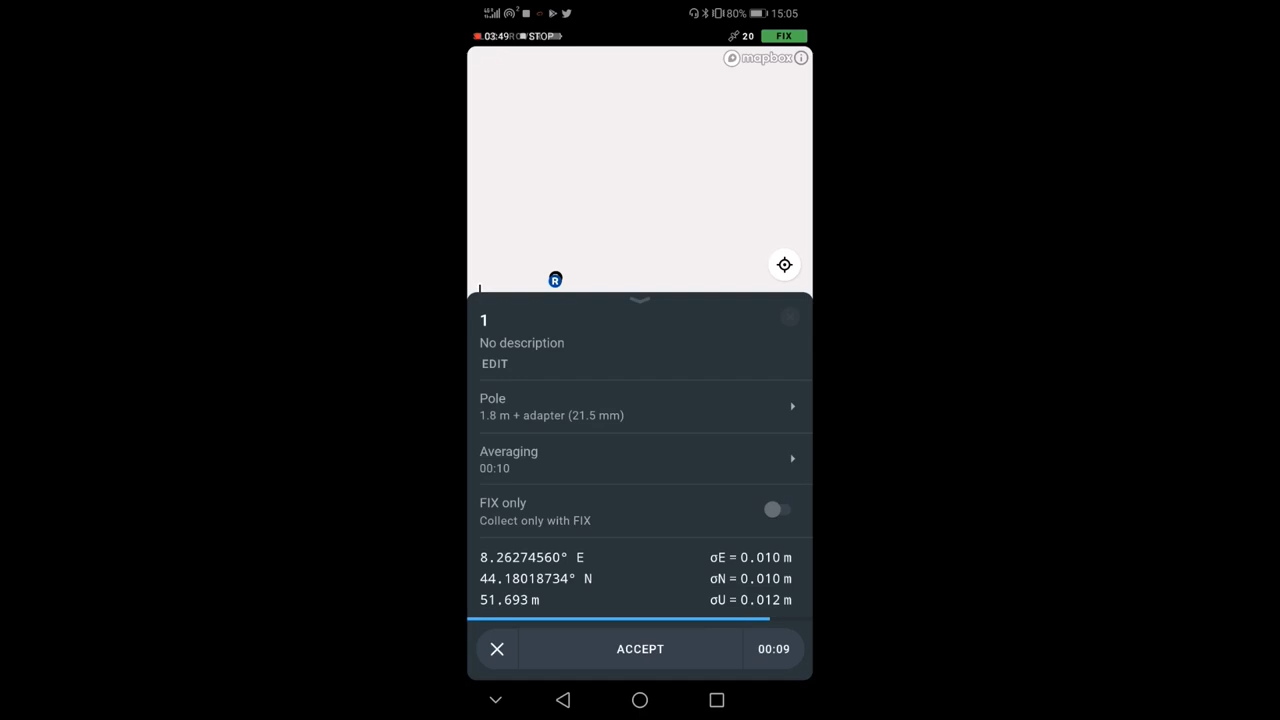 80% 15:05
03:49 STOP 20 FIX
mapbox
R
1
No description
EDIT
Pole
1.8 m + adapter (21.5 mm)
Averaging
00:10
FIX only
Collect only with FIX
8.26274560° E σE = 0.010 m
44.18018734° N σN = 0.010 m
51.693 m σU = 0.012 m
ACCEPT 00:09